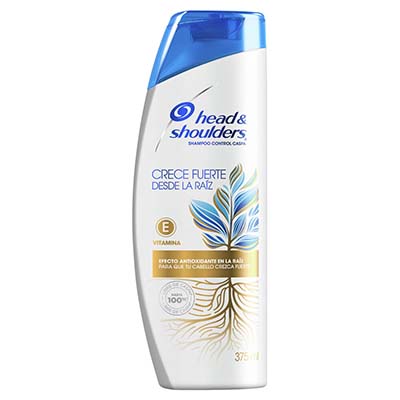 head &
shoulders®
SHAMPOO CONTROL CASPA
CRECE FUERTE
DESDE LA RAÍZ
E
VITAMINA
EFECTO ANTIOXIDANTE EN LA RAÍZ
PARA QUE TU CABELLO CREZCA FUERTE
HASTA
100%
375 ml